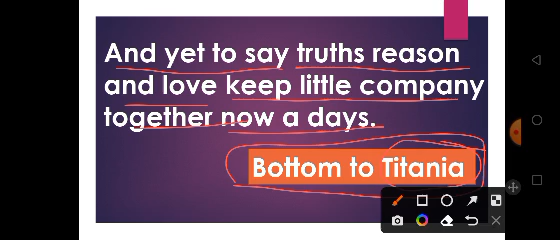 And yet to say truths reason
and love keep little company
together now a days.
Bottom to Titania